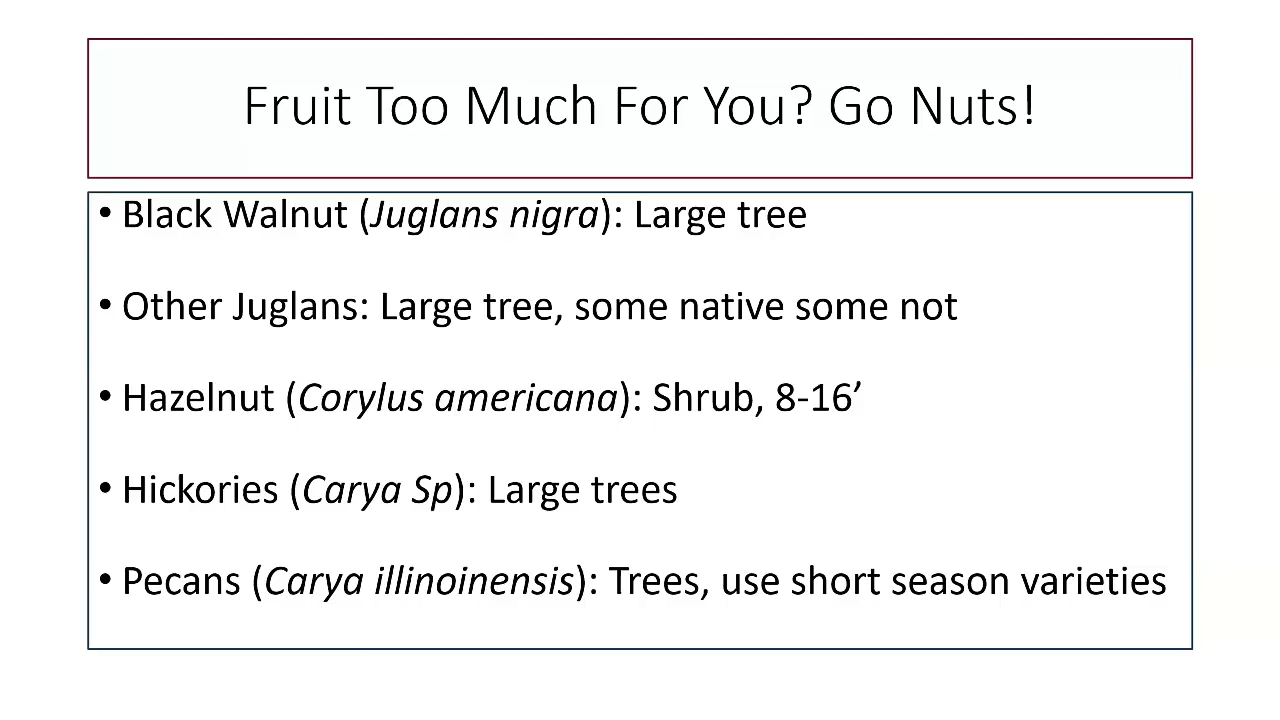 Fruit Too Much For You? Go Nuts!
• Black Walnut (Juglans nigra): Large tree
• Other Juglans: Large tree, some native some not
• Hazelnut (Corylus americana): Shrub, 8-16’
• Hickories (Carya Sp): Large trees
• Pecans (Carya illinoinensis): Trees, use short season varieties